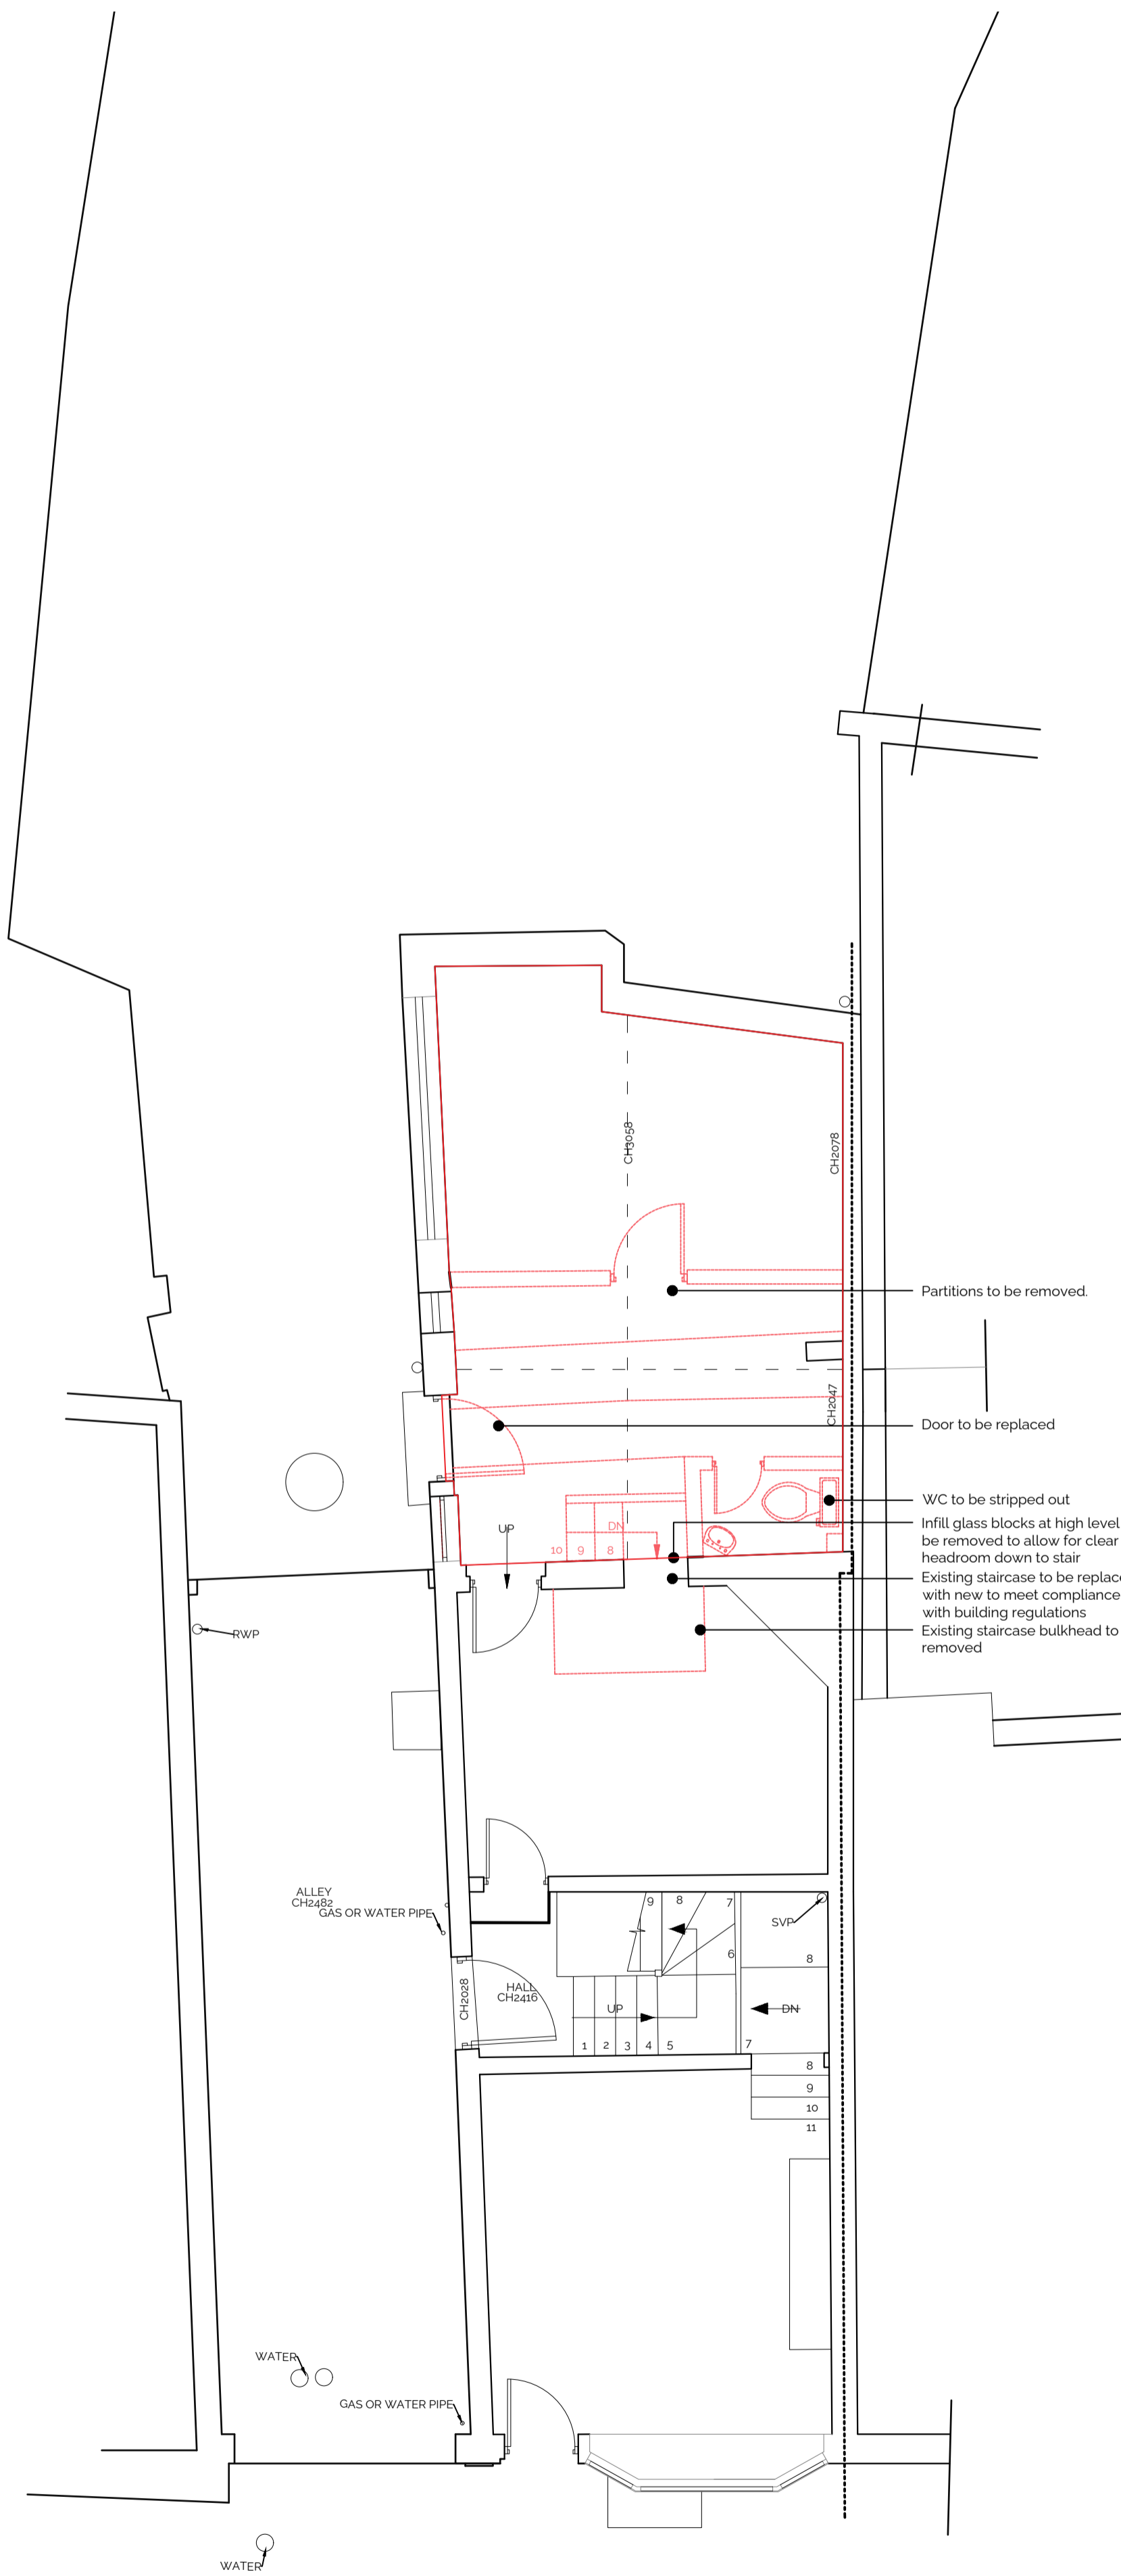 CH3058
CH2078
Partitions to be removed.
CH2047
Door to be replaced
WC to be stripped out
Infill glass blocks at high level
be removed to allow for clear
headroom down to stair
UP
DN
10 9 8
Existing staircase to be replace
with new to meet compliance
with building regulations
Existing staircase bulkhead to
removed
RWP
ALLEY
CH2482
GAS OR WATER PIPE
SVP
9 8 7
6
8
CH2028
HALL
CH2416
UP
DN
1 2 3 4 5
7
8
9
10
11
WATER
GAS OR WATER PIPE
WATER